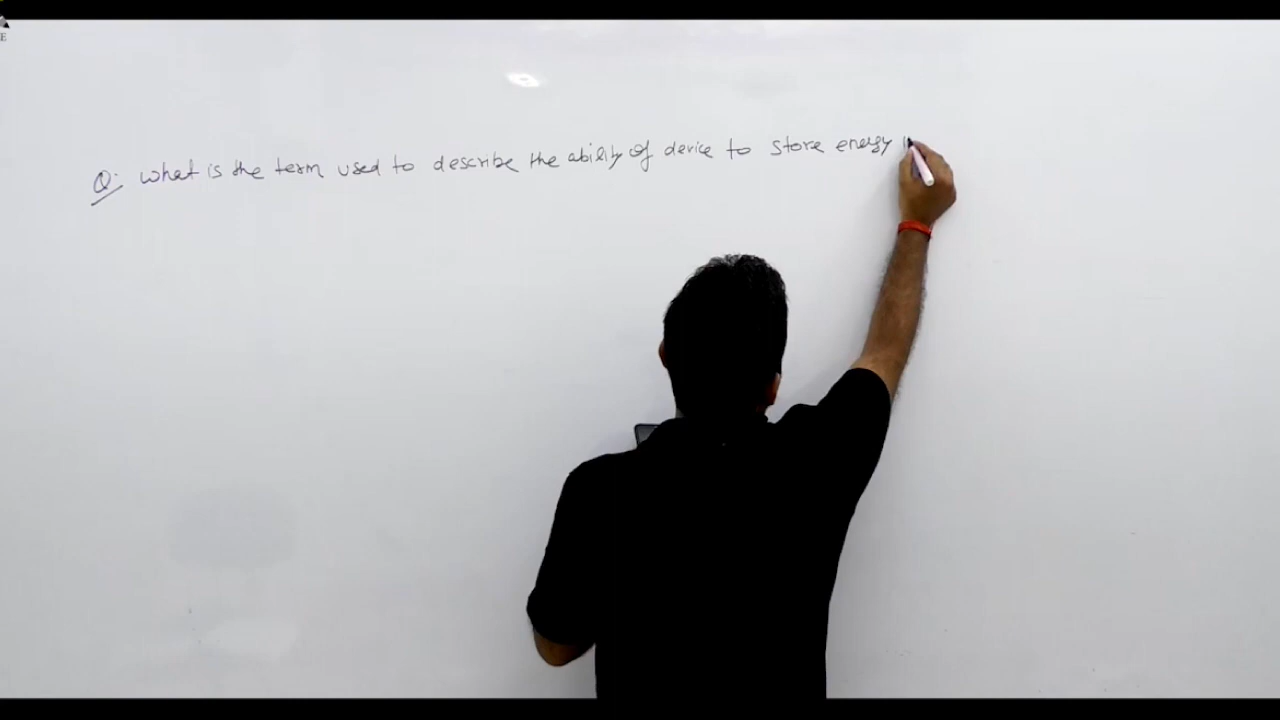 E
Q: what is the term used to describe the ability of device to store energy